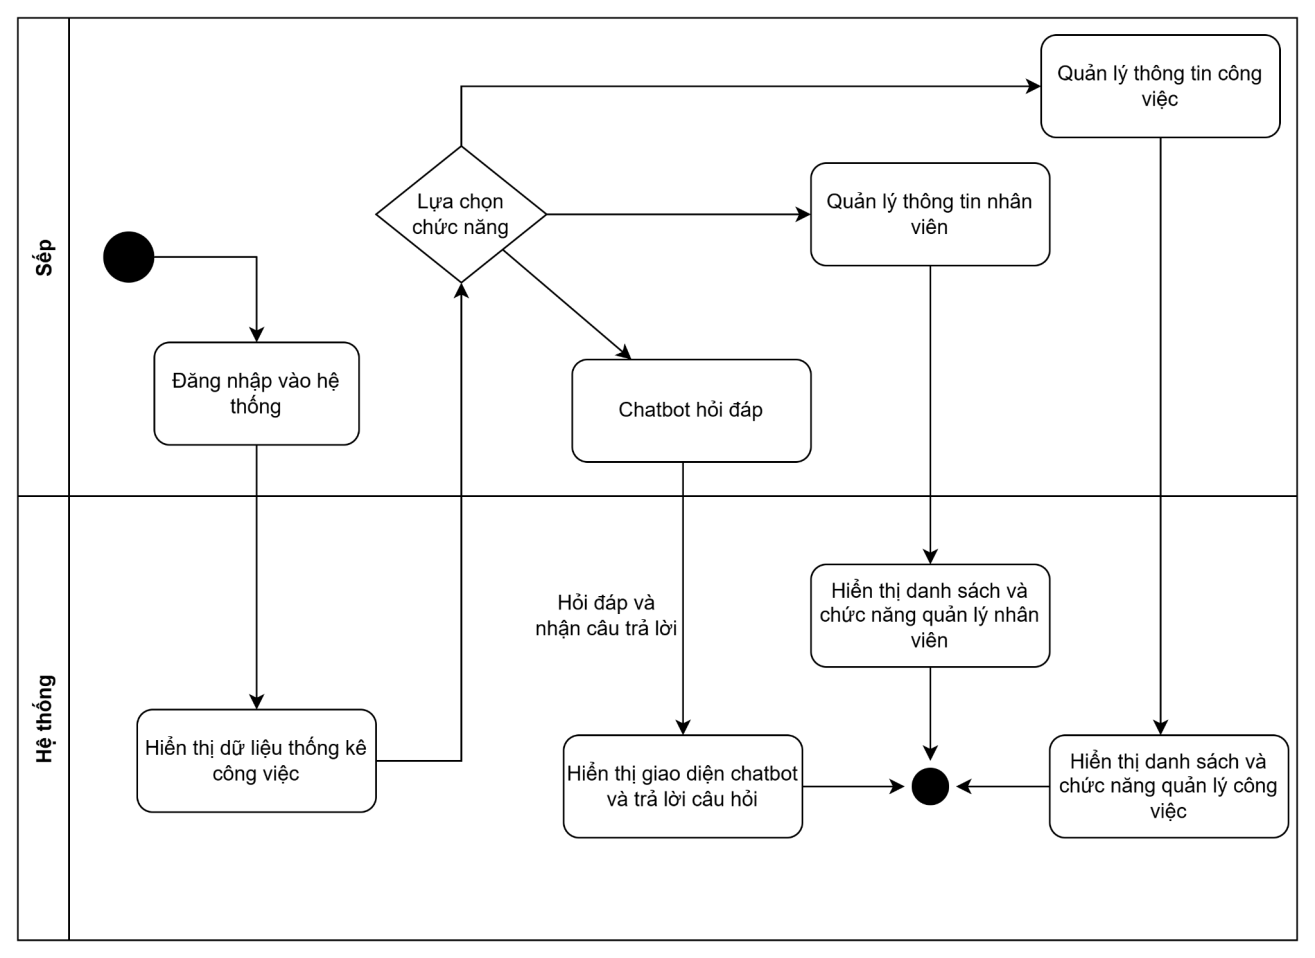 Sếp
Quản lý thông tin công
việc
Lựa chọn
chức năng
Quản lý thông tin nhân
viên
Đăng nhập vào hệ
thống
Chatbot hỏi đáp
Hệ thống
Hỏi đáp và
nhận câu trả lời
Hiển thị danh sách và
chức năng quản lý nhân
viên
Hiển thị dữ liệu thống kê
công việc
Hiển thị giao diện chatbot
và trả lời câu hỏi
Hiển thị danh sách và
chức năng quản lý công
việc